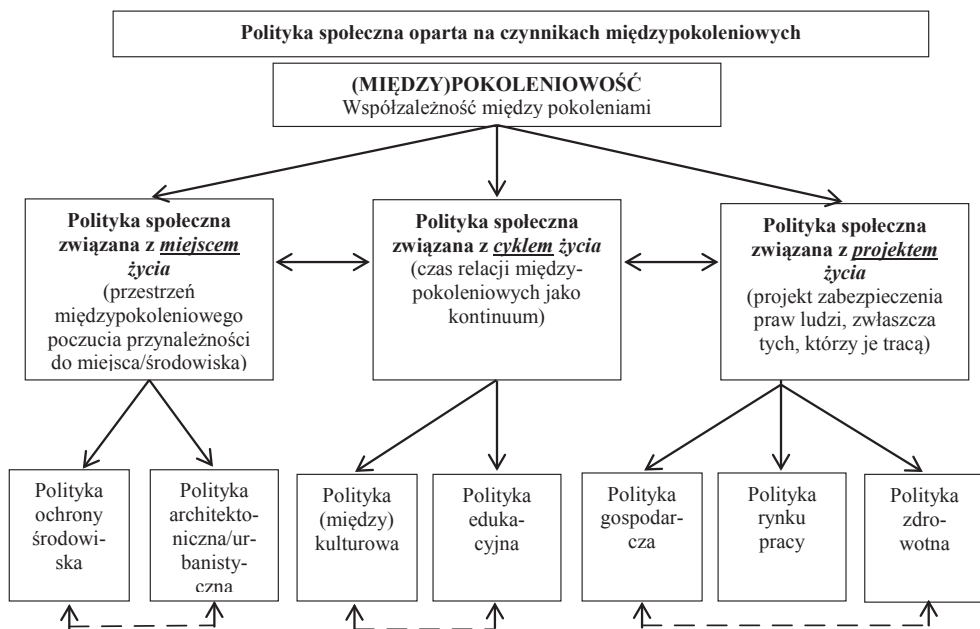 Polityka społeczna oparta na czynnikach międzypokoleniowych
(MIĘDZY)POKOLENIOWOŚĆ
Współzależność między pokoleniami
Polityka społeczna
związana z miejscem
życia
(przestrzeń
międzypokoleniowego
poczucia przynależności
do miejsca/środowiska)
Polityka społeczna
związana z cyklem życia
(czas relacji między-
pokoleniowych jako
kontinuum)
Polityka społeczna
związana z projektem
życia
(projekt zabezpieczenia
praw ludzi, zwłaszcza
tych, którzy je tracą)
Polityka
ochrony
środowi-
ska
Polityka
architekto-
niczna/ur-
banisty-
czna
Polityka
(między)
kulturowa
Polityka
eduka-
cyjna
Polityka
gospodar-
cza
Polityka
rynku
pracy
Polityka
zdro-
wotna